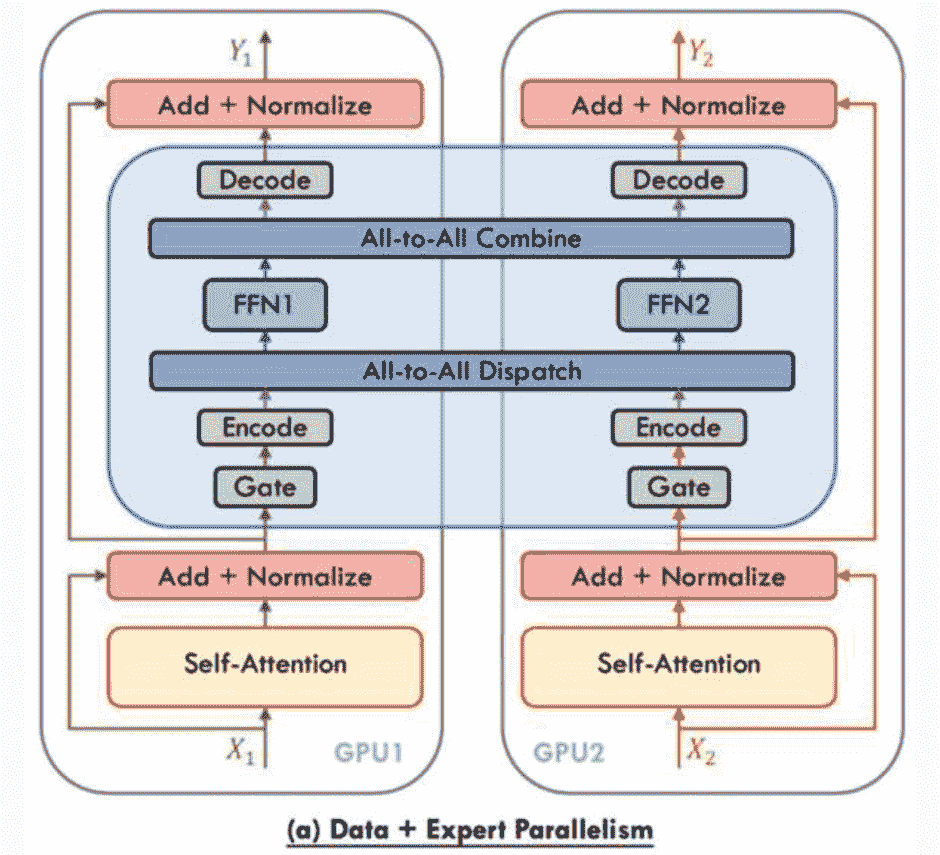 Y₁ Y₂
Add + Normalize Add + Normalize
Decode Decode
All-to-All Combine
FFN1 FFN2
All-to-All Dispatch
Encode Encode
Gate Gate
Add + Normalize Add + Normalize
Self-Attention Self-Attention
X₁ GPU1 GPU2 X₂
(a) Data + Expert Parallelism